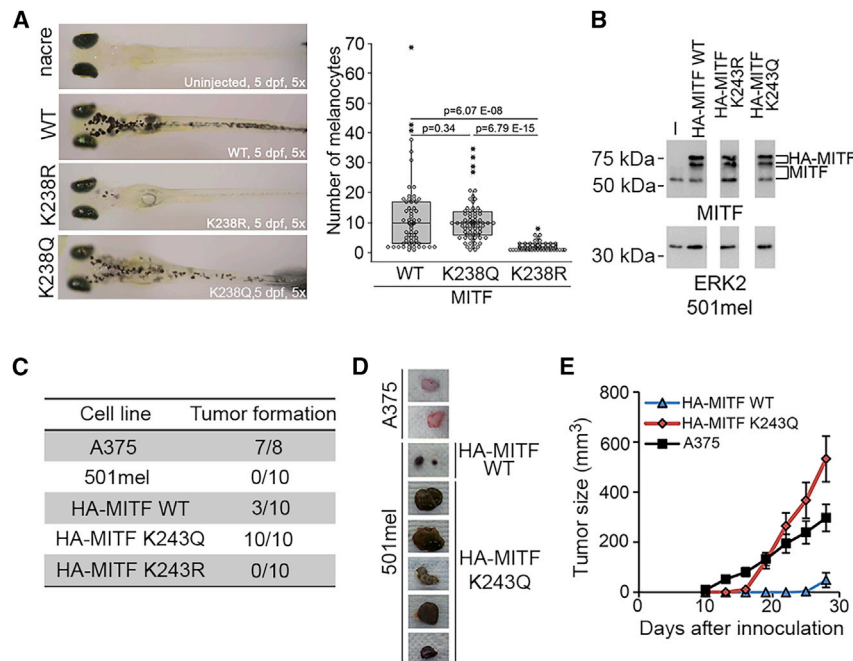 A
nacre
Uninjected, 5 dpf, 5x
WT
WT, 5 dpf, 5x
K238R
K238R, 5 dpf, 5x
K238Q
K238Q,5 dpf, 5x
Number of melanocytes
70
60
50
40
30
20
10
0
p=6.07 E-08
p=0.34
p=6.79 E-15
WT
K238Q
K238R
MITF
B
–
HA-MITF WT
HA-MITF
K243R
HA-MITF
K243Q
75 kDa
50 kDa
HA-MITF
MITF
MITF
30 kDa
ERK2
501mel
C
Cell line Tumor formation
A375 7/8
501mel 0/10
HA-MITF WT 3/10
HA-MITF K243Q 10/10
HA-MITF K243R 0/10
D
A375
501mel
HA-MITF
WT
HA-MITF
K243Q
E
Tumor size (mm³)
800
600
400
200
0
HA-MITF WT
HA-MITF K243Q
A375
0 10 20 30
Days after innoculation